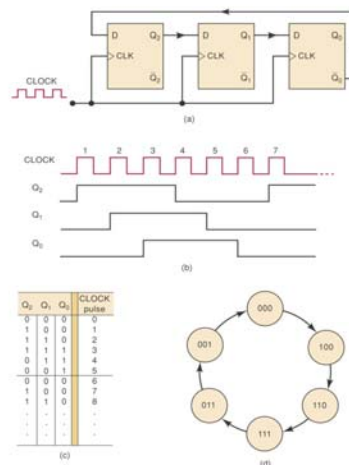 D Q₂ D Q₁ D Q₀
CLK CLK CLK
Q̅₂ Q̅₁ Q̅₀
CLOCK
(a)
1 2 3 4 5 6 7
CLOCK
Q₂
Q₁
Q₀
(b)
Q₂ Q₁ Q₀ CLOCK pulse
0 0 0 0
1 0 0 1
1 1 0 2
1 1 1 3
0 1 1 4
0 0 1 5
0 0 0 6
1 0 0 7
1 1 0 8
. . . .
. . . .
. . . .
(c)
000
001 100
011 110
111
(d)